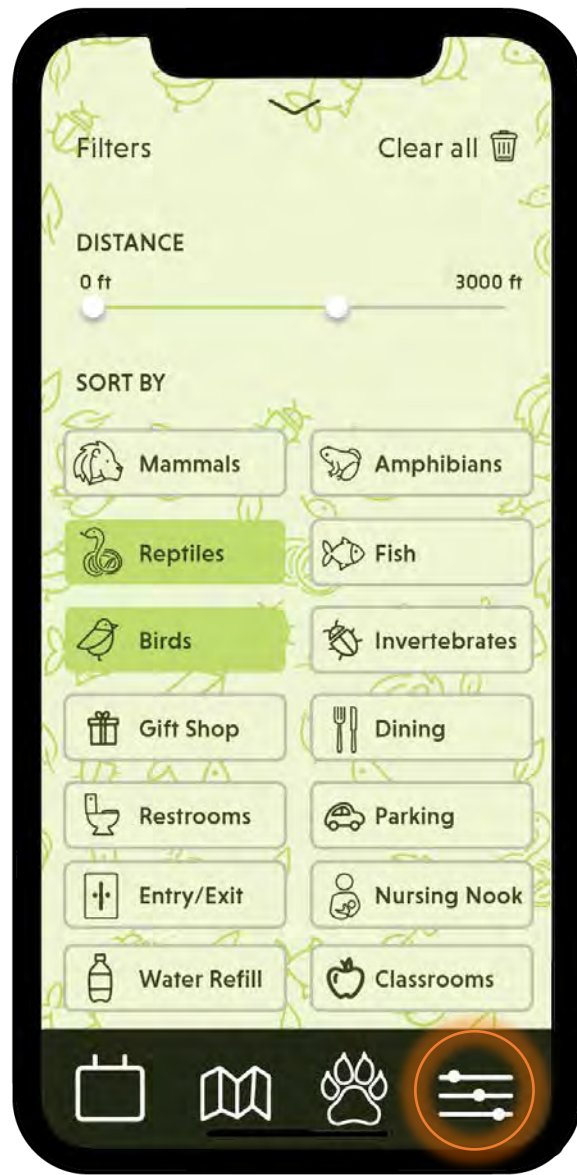 Filters
Clear all
DISTANCE
0 ft
3000 ft
SORT BY
Mammals
Amphibians
Reptiles
Fish
Birds
Invertebrates
Gift Shop
Dining
Restrooms
Parking
Entry/Exit
Nursing Nook
Water Refill
Classrooms